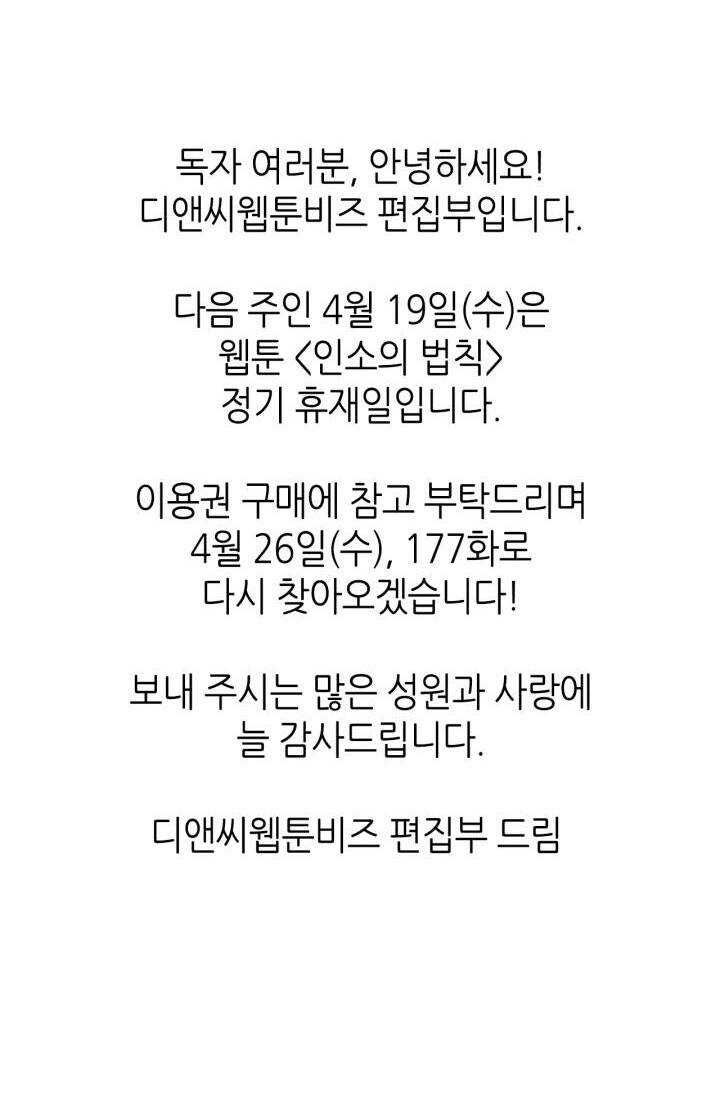 독자 여러분, 안녕하세요!
디앤씨웹툰비즈 편집부입니다.
다음 주인 4월 19일(수)은
웹툰 <인소의 법칙>
정기 휴재일입니다.
이용권 구매에 참고 부탁드리며
4월 26일(수), 177화로
다시 찾아오겠습니다!
보내 주시는 많은 성원과 사랑에
늘 감사드립니다.
디앤씨웹툰비즈 편집부 드림